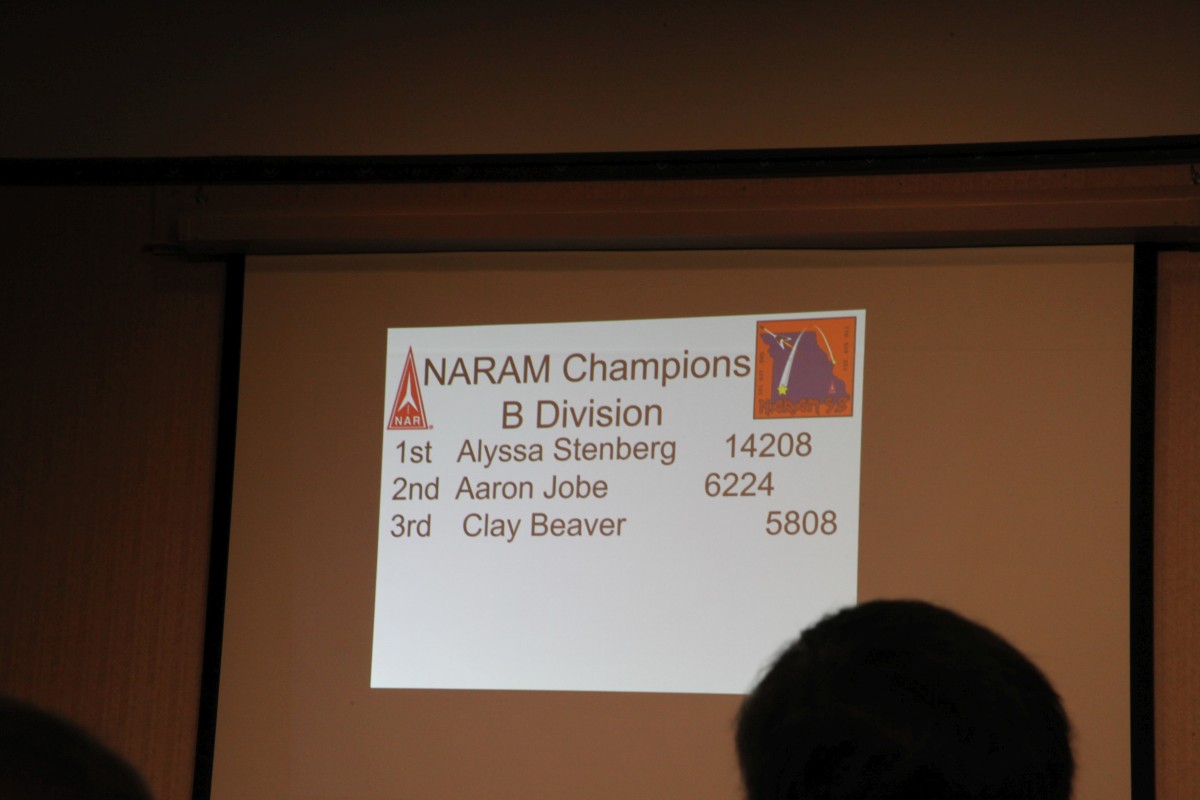 NARAM Champions
B Division
NAR
1st Alyssa Stenberg 14208
2nd Aaron Jobe 6224
3rd Clay Beaver 5808